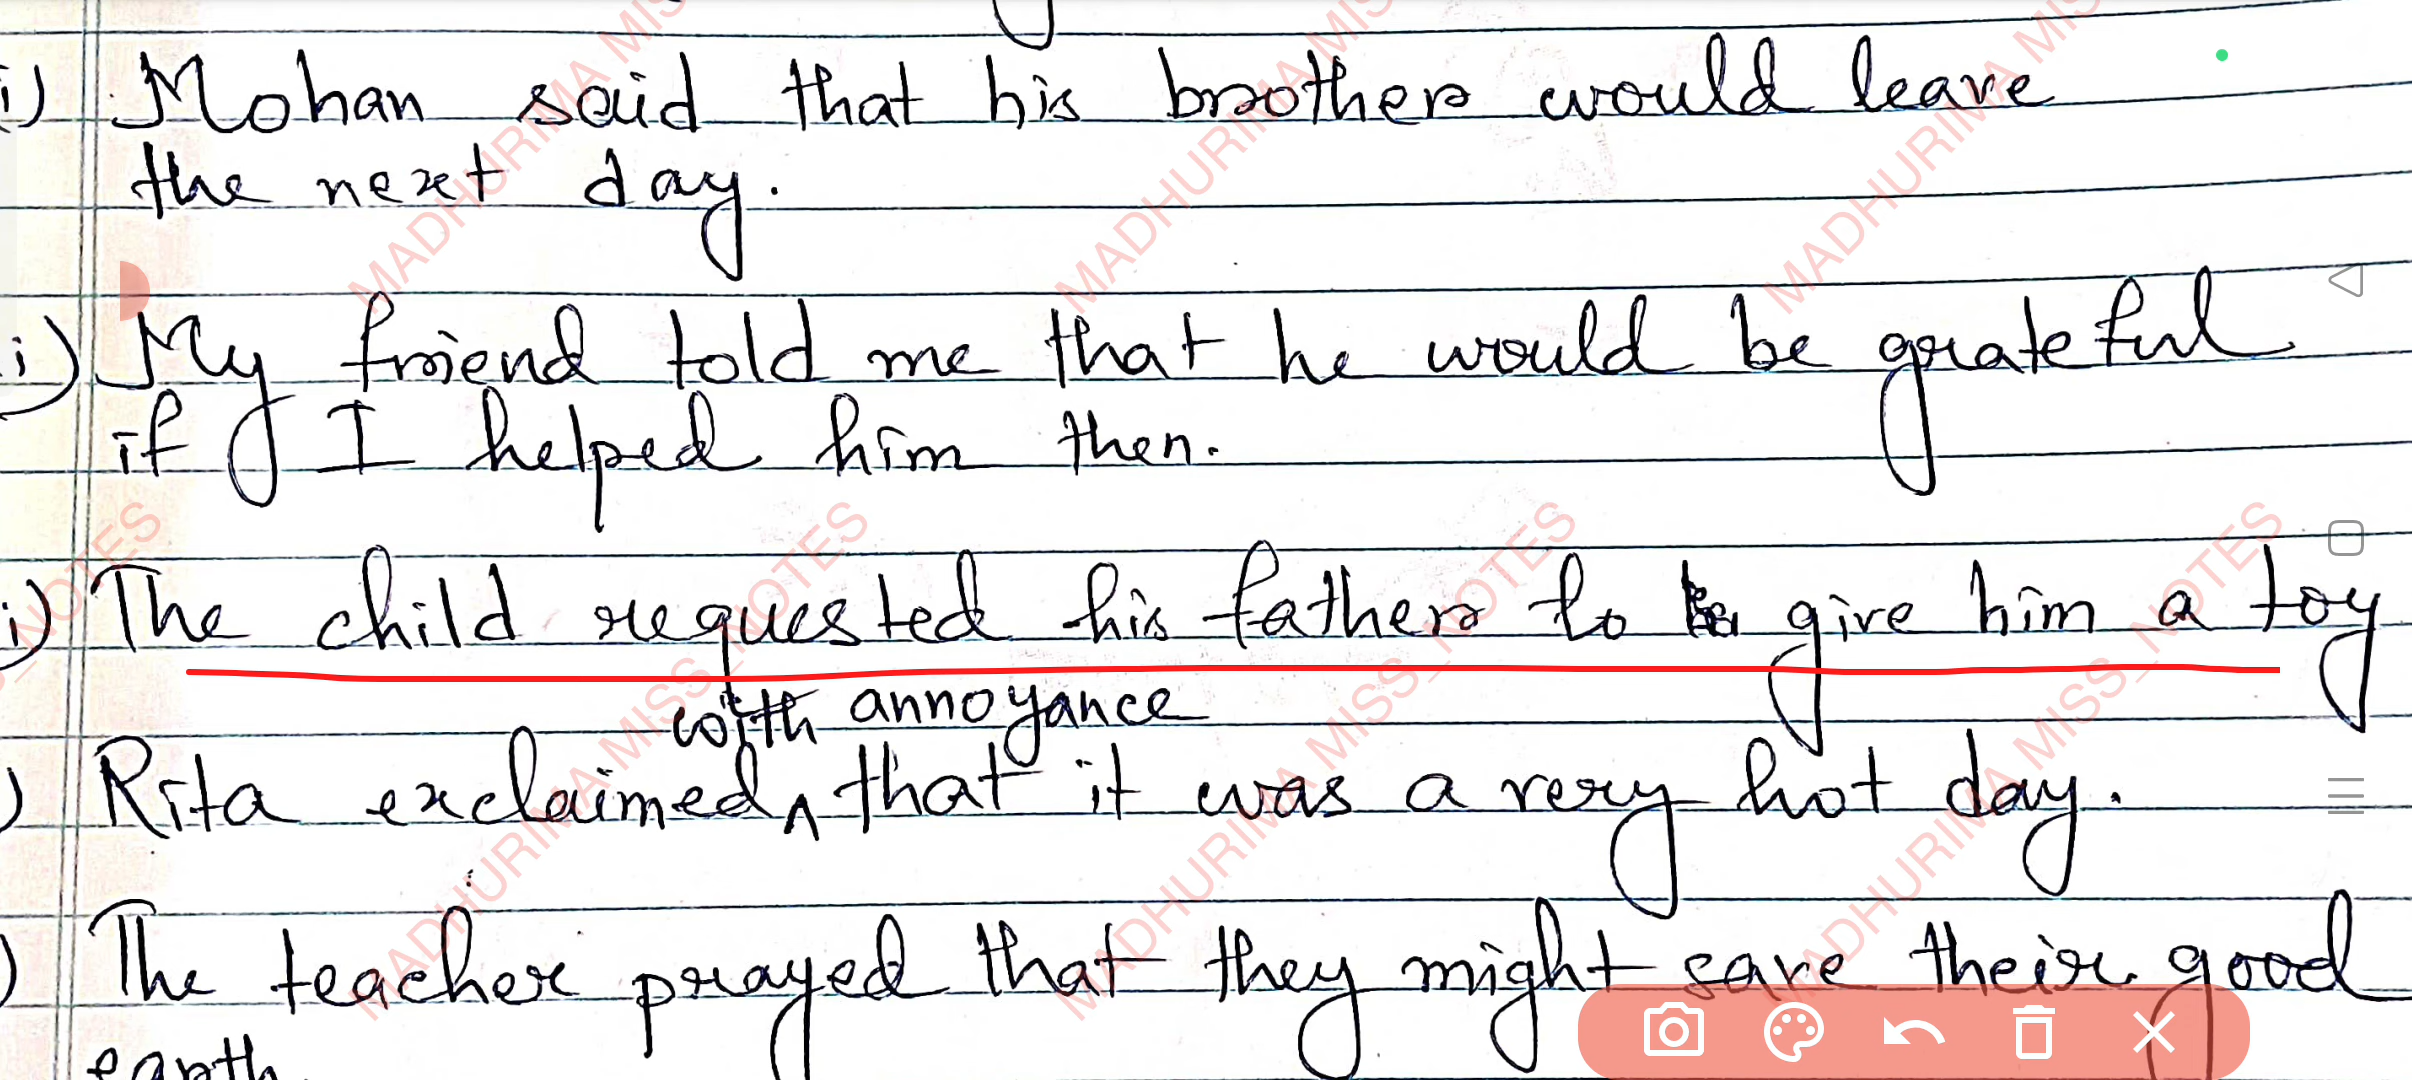 i) Mohan said that his brother would leave
the next day.
i) My friend told me that he would be grateful
if I helped him then.
i) The child requested his father to give him a toy
with annoyance
Rita exclaimed ^ that it was a very hot day.
) The teacher prayed that they might save their good
earth.
MADHURIMA MISS_NOTES